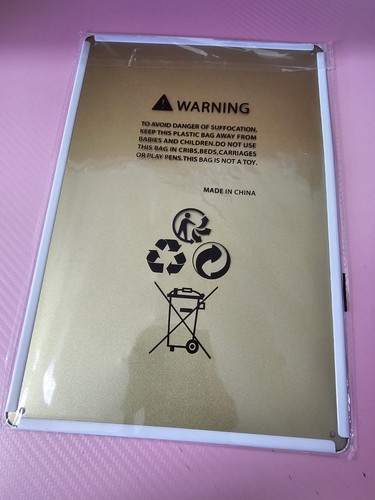 WARNING
TO AVOID DANGER OF SUFFOCATION,
KEEP THIS PLASTIC BAG AWAY FROM
BABIES AND CHILDREN.DO NOT USE
THIS BAG IN CRIBS,BEDS,CARRIAGES
OR PLAY PENS.THIS BAG IS NOT A TOY.
MADE IN CHINA